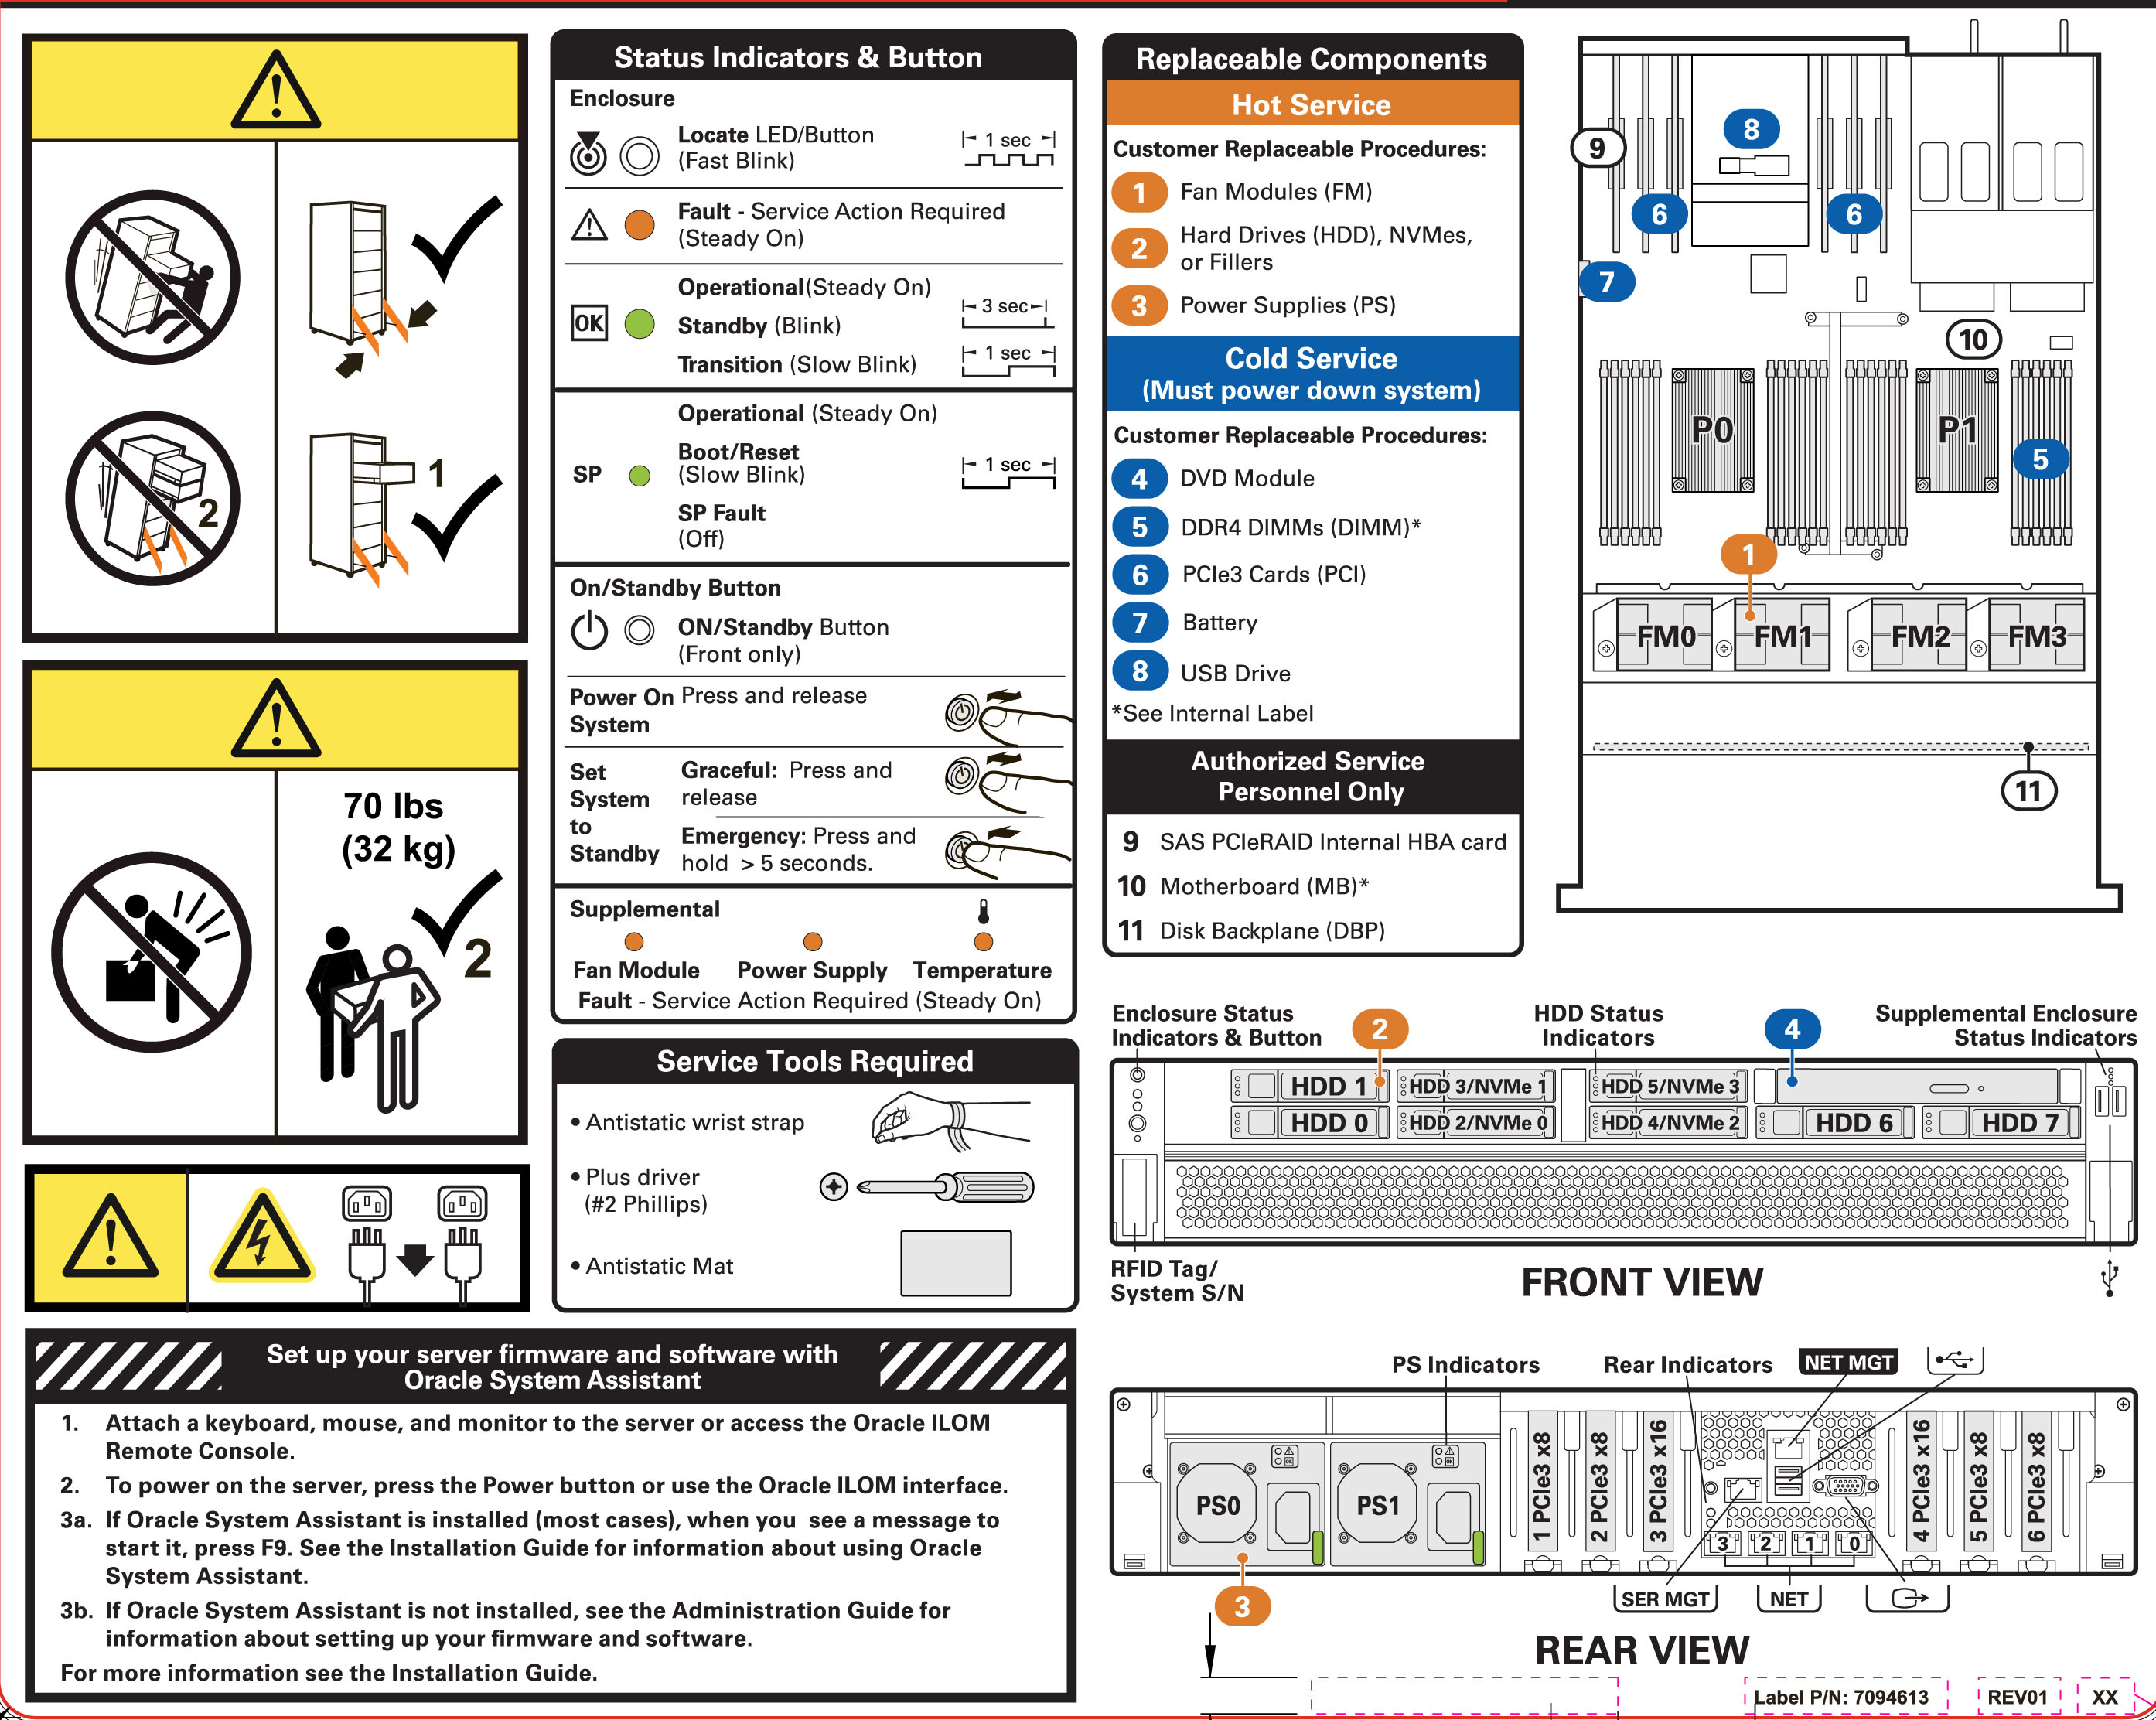 2
1
70 lbs
(32 kg)
2
Status Indicators & Button
Enclosure
Locate LED/Button
(Fast Blink)
1 sec
Fault - Service Action Required
(Steady On)
OK
Operational(Steady On)
Standby (Blink)
3 sec
Transition (Slow Blink)
1 sec
SP
Operational (Steady On)
Boot/Reset
(Slow Blink)
1 sec
SP Fault
(Off)
On/Standby Button
ON/Standby Button
(Front only)
Power On Press and release
System
Set
System
to
Standby
Graceful: Press and
release
Emergency: Press and
hold > 5 seconds.
Supplemental
Fan Module Power Supply Temperature
Fault - Service Action Required (Steady On)
Service Tools Required
• Antistatic wrist strap
• Plus driver
(#2 Phillips)
• Antistatic Mat
Set up your server firmware and software with
Oracle System Assistant
1. Attach a keyboard, mouse, and monitor to the server or access the Oracle ILOM
Remote Console.
2. To power on the server, press the Power button or use the Oracle ILOM interface.
3a. If Oracle System Assistant is installed (most cases), when you see a message to
start it, press F9. See the Installation Guide for information about using Oracle
System Assistant.
3b. If Oracle System Assistant is not installed, see the Administration Guide for
information about setting up your firmware and software.
For more information see the Installation Guide.
Replaceable Components
Hot Service
Customer Replaceable Procedures:
1 Fan Modules (FM)
2 Hard Drives (HDD), NVMes,
or Fillers
3 Power Supplies (PS)
Cold Service
(Must power down system)
Customer Replaceable Procedures:
4 DVD Module
5 DDR4 DIMMs (DIMM)*
6 PCIe3 Cards (PCI)
7 Battery
8 USB Drive
*See Internal Label
Authorized Service
Personnel Only
9 SAS PCIeRAID Internal HBA card
10 Motherboard (MB)*
11 Disk Backplane (DBP)
8
9
6 6
7
10
P0 P1
5
1
FM0 FM1 FM2 FM3
11
Enclosure Status
Indicators & Button
2
HDD Status
Indicators
4
Supplemental Enclosure
Status Indicators
HDD 1 HDD 3/NVMe 1 HDD 5/NVMe 3
HDD 0 HDD 2/NVMe 0 HDD 4/NVMe 2 HDD 6 HDD 7
RFID Tag/
System S/N
FRONT VIEW
PS Indicators Rear Indicators NET MGT
PS0 PS1
OK OK
1 PCIe3 x8
2 PCIe3 x8
3 PCIe3 x16
4 PCIe3 x16
5 PCIe3 x8
6 PCIe3 x8
3 2 1 0
SER MGT NET
3
REAR VIEW
Label P/N: 7094613 REV01 XX